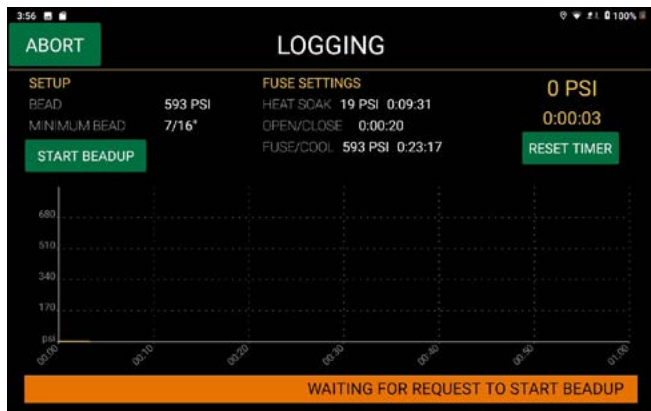 3:56 100%
ABORT LOGGING
SETUP FUSE SETTINGS 0 PSI
BEAD 593 PSI HEAT SOAK 19 PSI 0:09:31
MINIMUM BEAD 7/16" OPEN/CLOSE 0:00:20 0:00:03
START BEADUP FUSE/COOL 593 PSI 0:23:17 RESET TIMER
680
510
340
170
psi
00:00 00:10 00:20 00:30 00:40 00:50 01:00
WAITING FOR REQUEST TO START BEADUP